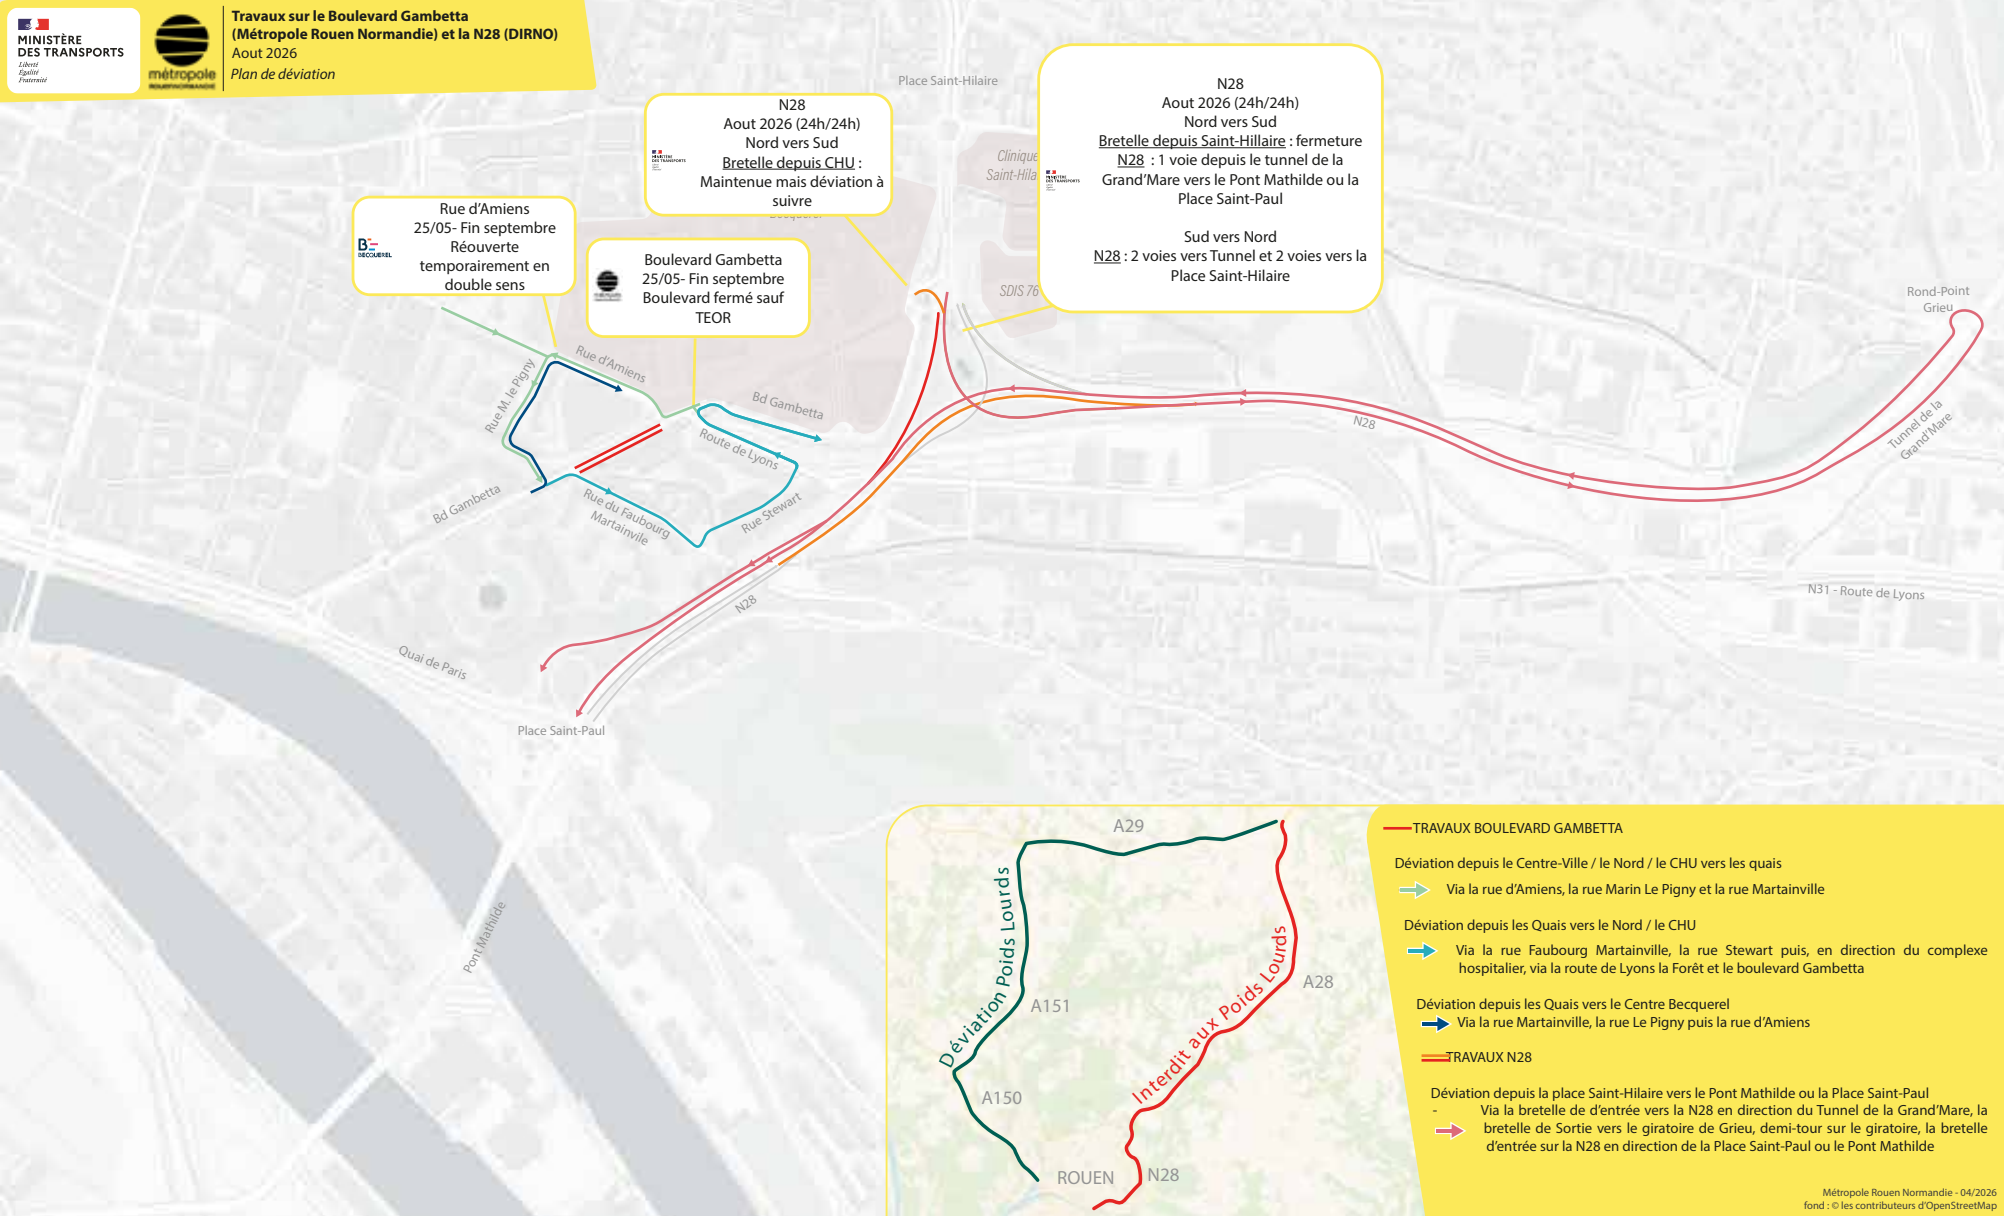 MINISTÈRE
DES TRANSPORTS
Liberté
Égalité
Fraternité
métropole
ROUENNORMANDIE
Travaux sur le Boulevard Gambetta
(Métropole Rouen Normandie) et la N28 (DIRNO)
Aout 2026
Plan de déviation
Place Saint-Hilaire
N28
Aout 2026 (24h/24h)
Nord vers Sud
Bretelle depuis CHU :
Maintenue mais déviation à
suivre
MINISTÈRE
DES TRANSPORTS
N28
Aout 2026 (24h/24h)
Nord vers Sud
Bretelle depuis Saint-Hillaire : fermeture
N28 : 1 voie depuis le tunnel de la
Grand'Mare vers le Pont Mathilde ou la
Place Saint-Paul
Sud vers Nord
N28 : 2 voies vers Tunnel et 2 voies vers la
Place Saint-Hilaire
MINISTÈRE
DES TRANSPORTS
Clinique
Saint-Hila
Rue d'Amiens
25/05- Fin septembre
Réouverte
temporairement en
double sens
BECQUEREL
Boulevard Gambetta
25/05- Fin septembre
Boulevard fermé sauf
TEOR
métropole
SDIS 76
Rond-Point
Grieu
Rue d'Amiens
Rue M. le Pigny
Bd Gambetta
Route de Lyons
N28
Tunnel de la
Grand'Mare
Bd Gambetta
Rue du Faubourg
Martainvile
Rue Stewart
N28
N31 - Route de Lyons
Quai de Paris
Place Saint-Paul
Pont Mathilde
A29
Déviation Poids Lourds
A151
A150
Interdit aux Poids Lourds
A28
ROUEN
N28
TRAVAUX BOULEVARD GAMBETTA
Déviation depuis le Centre-Ville / le Nord / le CHU vers les quais
Via la rue d'Amiens, la rue Marin Le Pigny et la rue Martainville
Déviation depuis les Quais vers le Nord / le CHU
Via la rue Faubourg Martainville, la rue Stewart puis, en direction du complexe
hospitalier, via la route de Lyons la Forêt et le boulevard Gambetta
Déviation depuis les Quais vers le Centre Becquerel
Via la rue Martainville, la rue Le Pigny puis la rue d'Amiens
TRAVAUX N28
Déviation depuis la place Saint-Hilaire vers le Pont Mathilde ou la Place Saint-Paul
- Via la bretelle de d'entrée vers la N28 en direction du Tunnel de la Grand'Mare, la
bretelle de Sortie vers le giratoire de Grieu, demi-tour sur le giratoire, la bretelle
d'entrée sur la N28 en direction de la Place Saint-Paul ou le Pont Mathilde
Métropole Rouen Normandie - 04/2026
fond : © les contributeurs d'OpenStreetMap